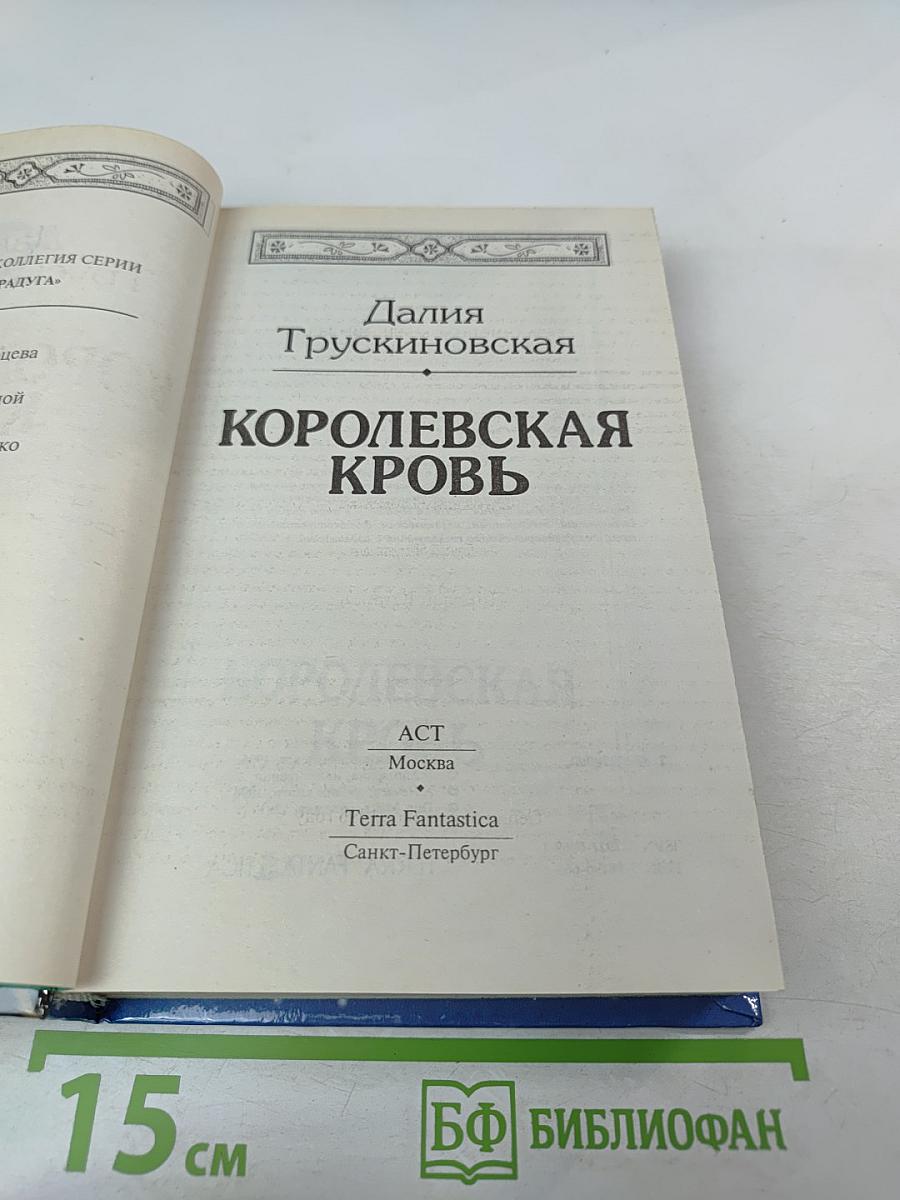 КОЛЛЕГИЯ СЕРИИ
РАДУГА»
цева
ной
ко
Далия
Трускиновская
КОРОЛЕВСКАЯ
КРОВЬ
АСТ
Москва
Terra Fantastica
Санкт-Петербург
15 см
БФ БИБЛИОФАН